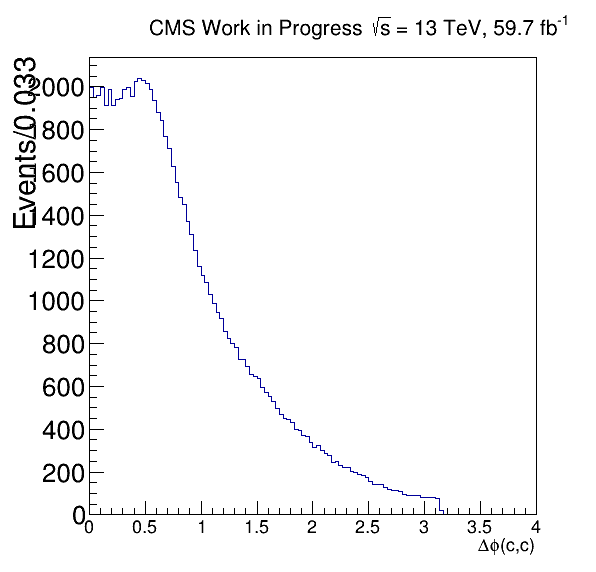 CMS Work in Progress √s = 13 TeV, 59.7 fb⁻¹
Events/0.033
2000
1800
1600
1400
1200
1000
800
600
400
200
0
0 0.5 1 1.5 2 2.5 3 3.5 4
Δϕ(c,c)